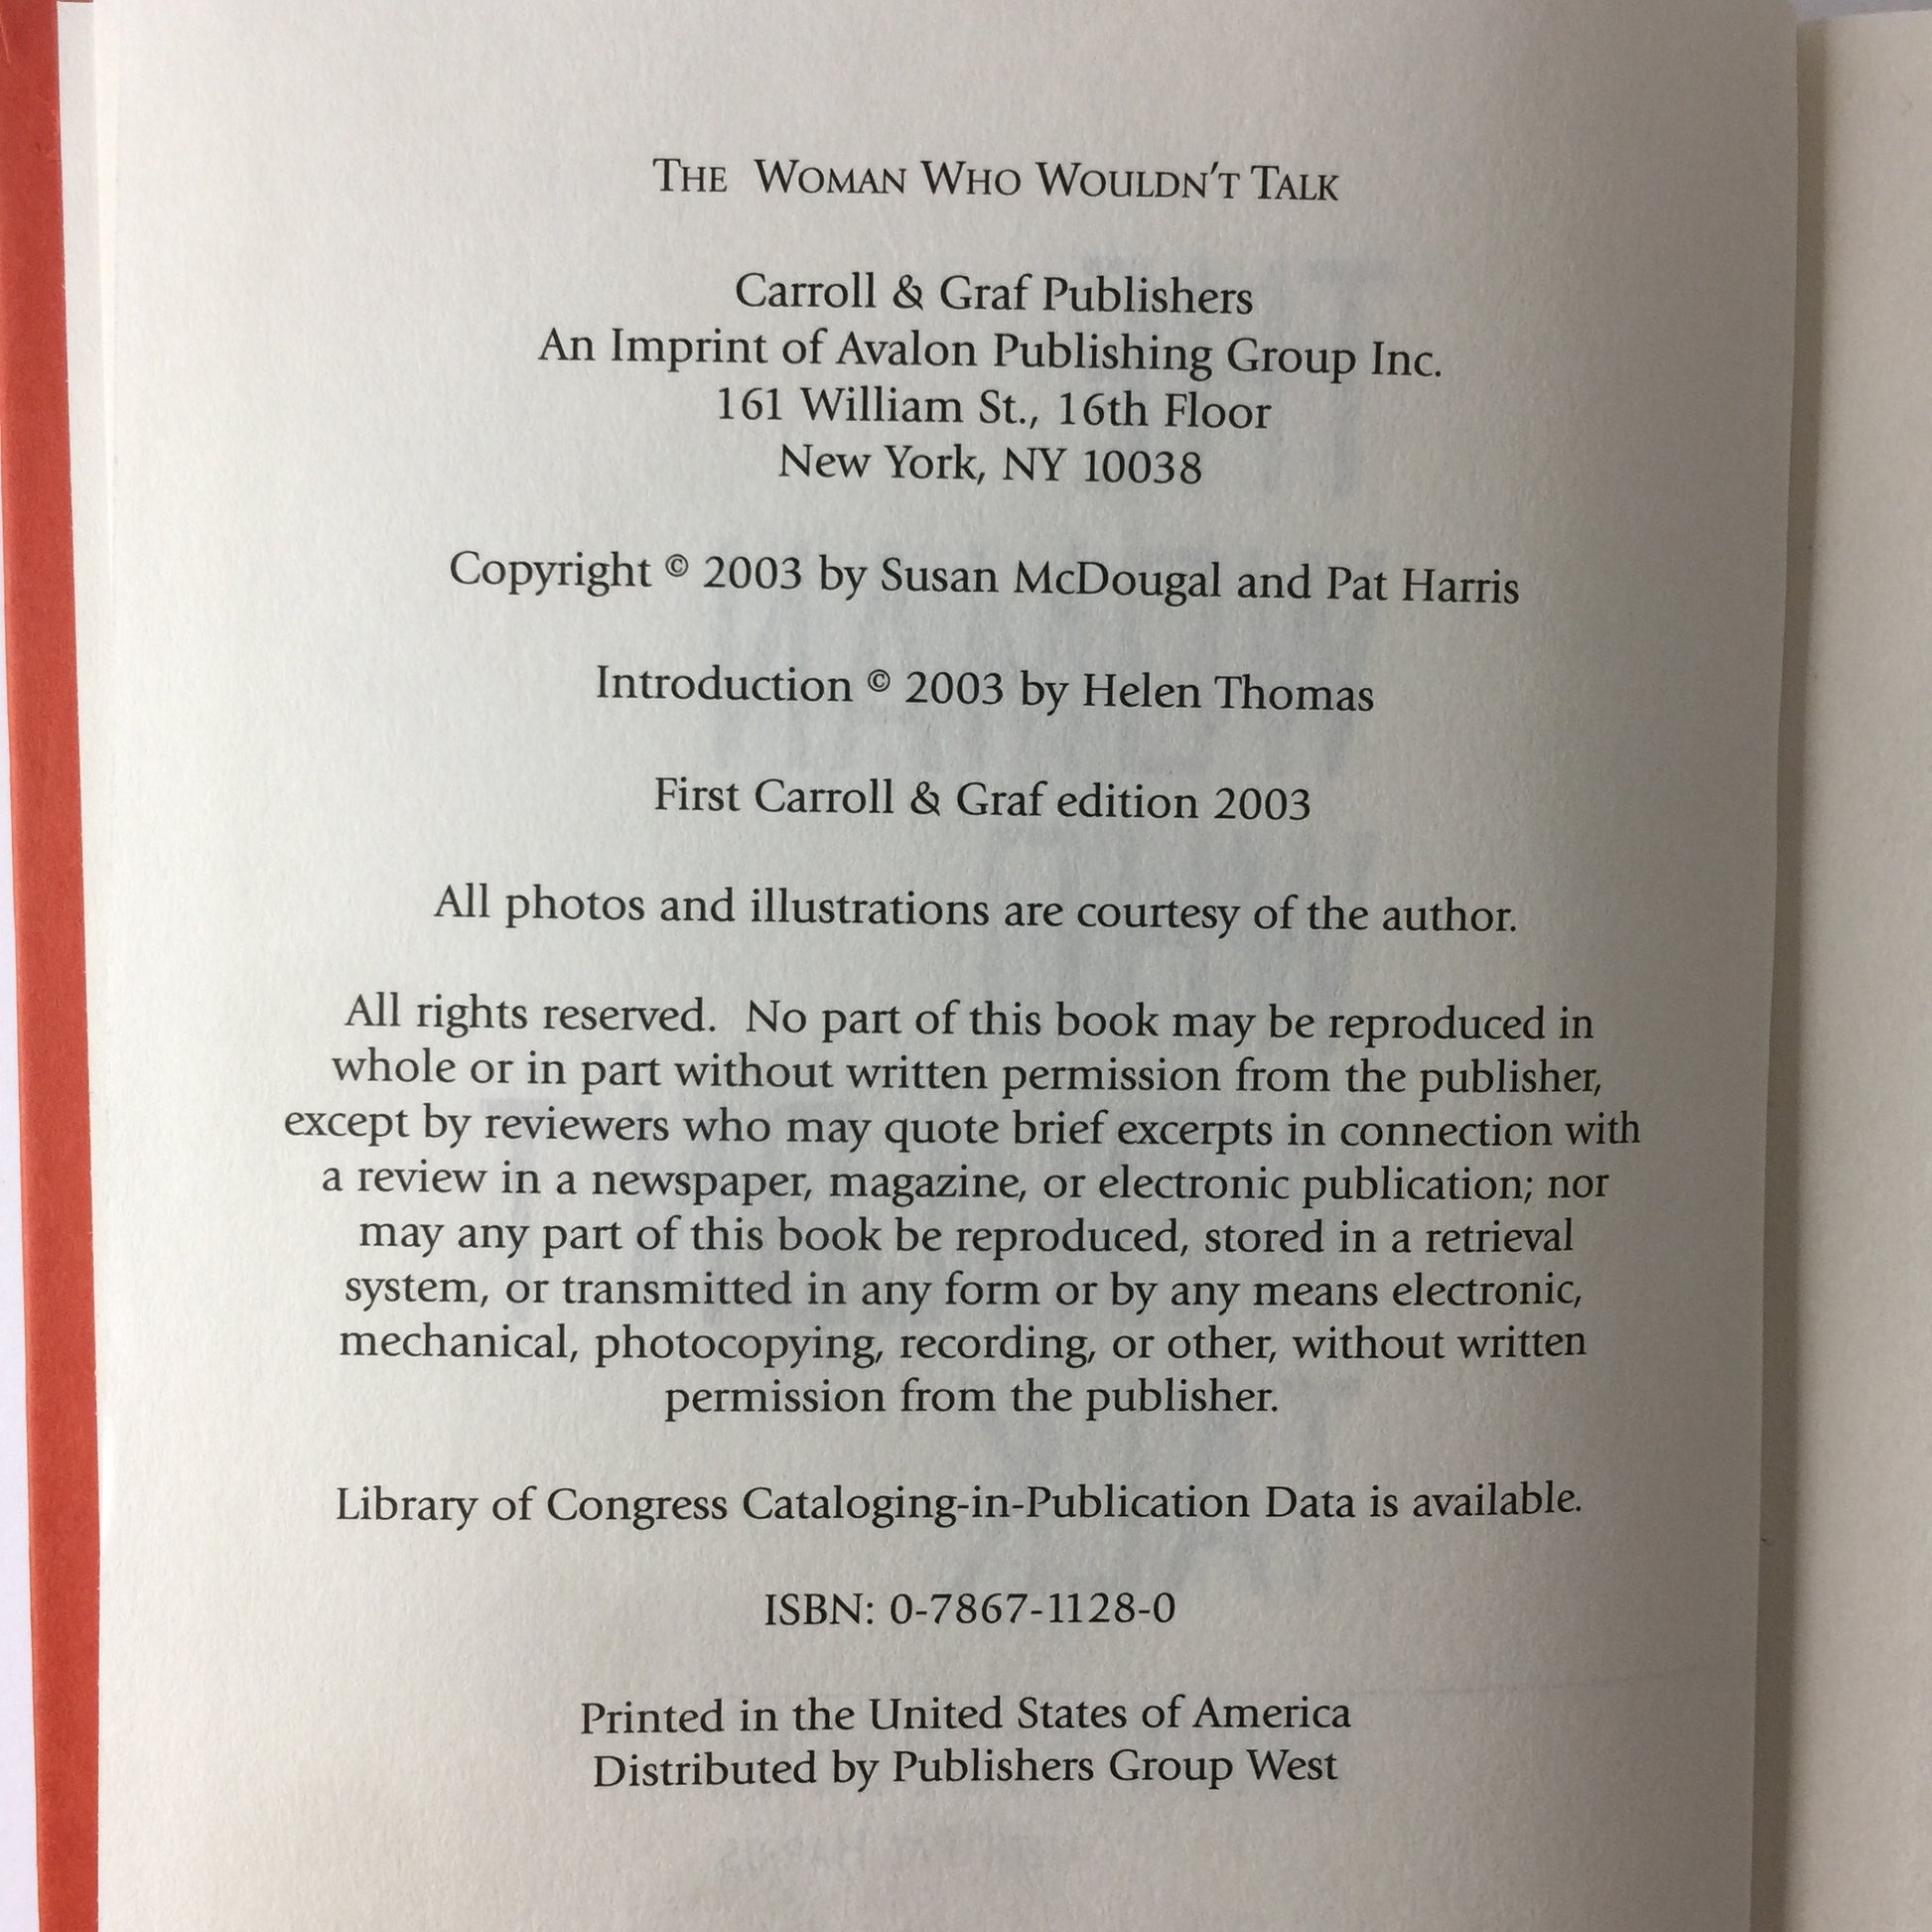 THE WOMAN WHO WOULDN'T TALK
Carroll & Graf Publishers
An Imprint of Avalon Publishing Group Inc.
161 William St., 16th Floor
New York, NY 10038
Copyright © 2003 by Susan McDougal and Pat Harris
Introduction © 2003 by Helen Thomas
First Carroll & Graf edition 2003
All photos and illustrations are courtesy of the author.
All rights reserved. No part of this book may be reproduced in
whole or in part without written permission from the publisher,
except by reviewers who may quote brief excerpts in connection with
a review in a newspaper, magazine, or electronic publication; nor
may any part of this book be reproduced, stored in a retrieval
system, or transmitted in any form or by any means electronic,
mechanical, photocopying, recording, or other, without written
permission from the publisher.
Library of Congress Cataloging-in-Publication Data is available.
ISBN: 0-7867-1128-0
Printed in the United States of America
Distributed by Publishers Group West